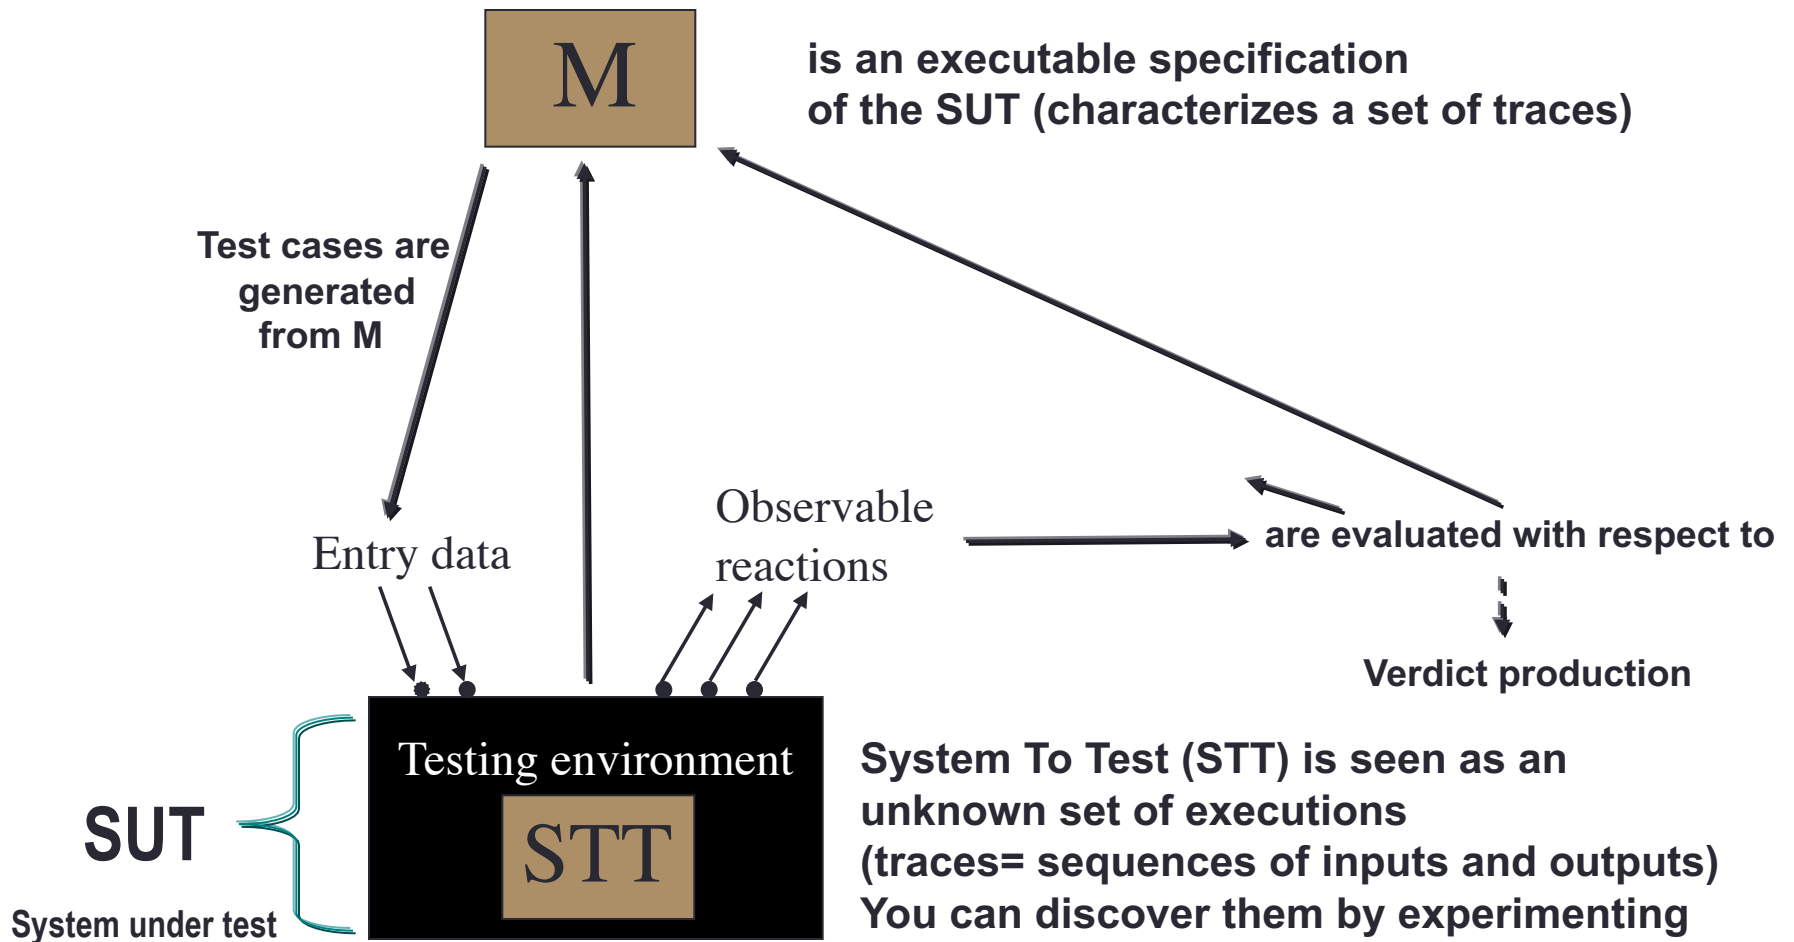 M
is an executable specification
of the SUT (characterizes a set of traces)
Test cases are
generated
from M
Observable
reactions
Entry data
are evaluated with respect to
Verdict production
Testing environment
STT
SUT
System under test
System To Test (STT) is seen as an
unknown set of executions
(traces= sequences of inputs and outputs)
You can discover them by experimenting